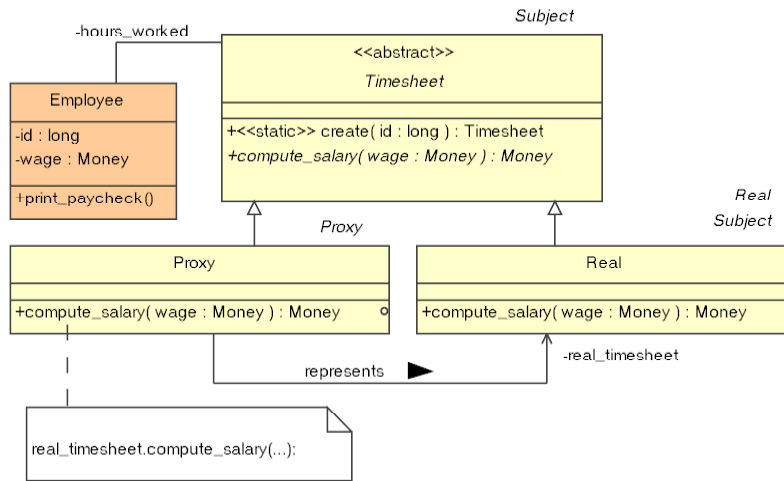 Subject
-hours_worked
<<abstract>>
Timesheet
Employee
-id : long
-wage : Money
+print_paycheck()
+<<static>> create( id : long ) : Timesheet
+compute_salary( wage : Money ) : Money
Real
Subject
Proxy
Proxy
+compute_salary( wage : Money ) : Money
Real
+compute_salary( wage : Money ) : Money
-real_timesheet
represents
real_timesheet.compute_salary(...);